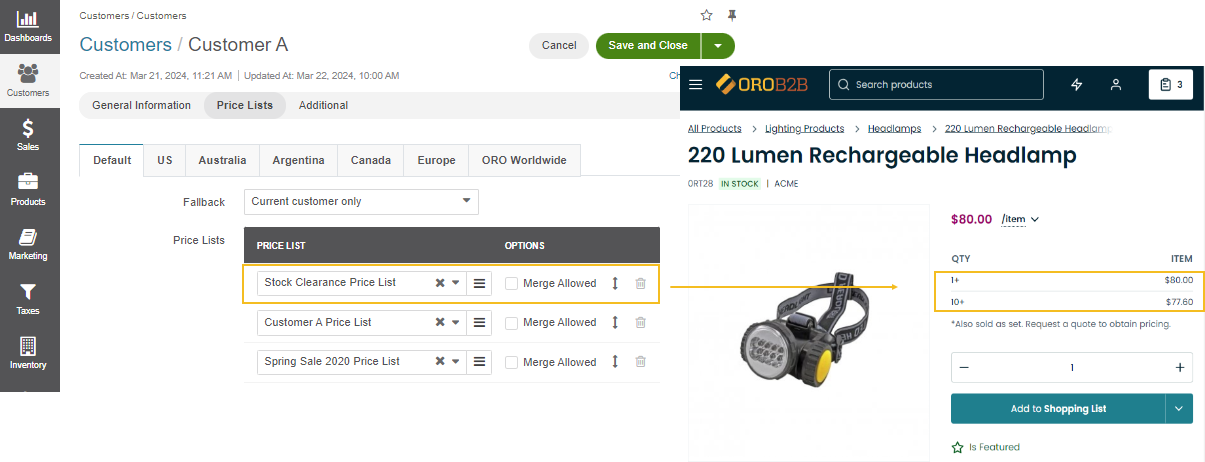 Dashboards
Customers
Sales
Products
Marketing
Taxes
Inventory
Customers / Customers
Customers / Customer A
Cancel
Save and Close
Created At: Mar 21, 2024, 11:21 AM | Updated At: Mar 22, 2024, 10:00 AM
Ch
General Information
Price Lists
Additional
Default
US
Australia
Argentina
Canada
Europe
ORO Worldwide
Fallback
Current customer only
Price Lists
PRICE LIST
OPTIONS
Stock Clearance Price List
Merge Allowed
Customer A Price List
Merge Allowed
Spring Sale 2020 Price List
Merge Allowed
OROB2B
Search products
3
All Products > Lighting Products > Headlamps > 220 Lumen Rechargeable Headlamp
220 Lumen Rechargeable Headlamp
0RT28 IN STOCK | ACME
$80.00 /item
QTY ITEM
1+ $80.00
10+ $77.60
*Also sold as set. Request a quote to obtain pricing.
1
Add to Shopping List
Is Featured